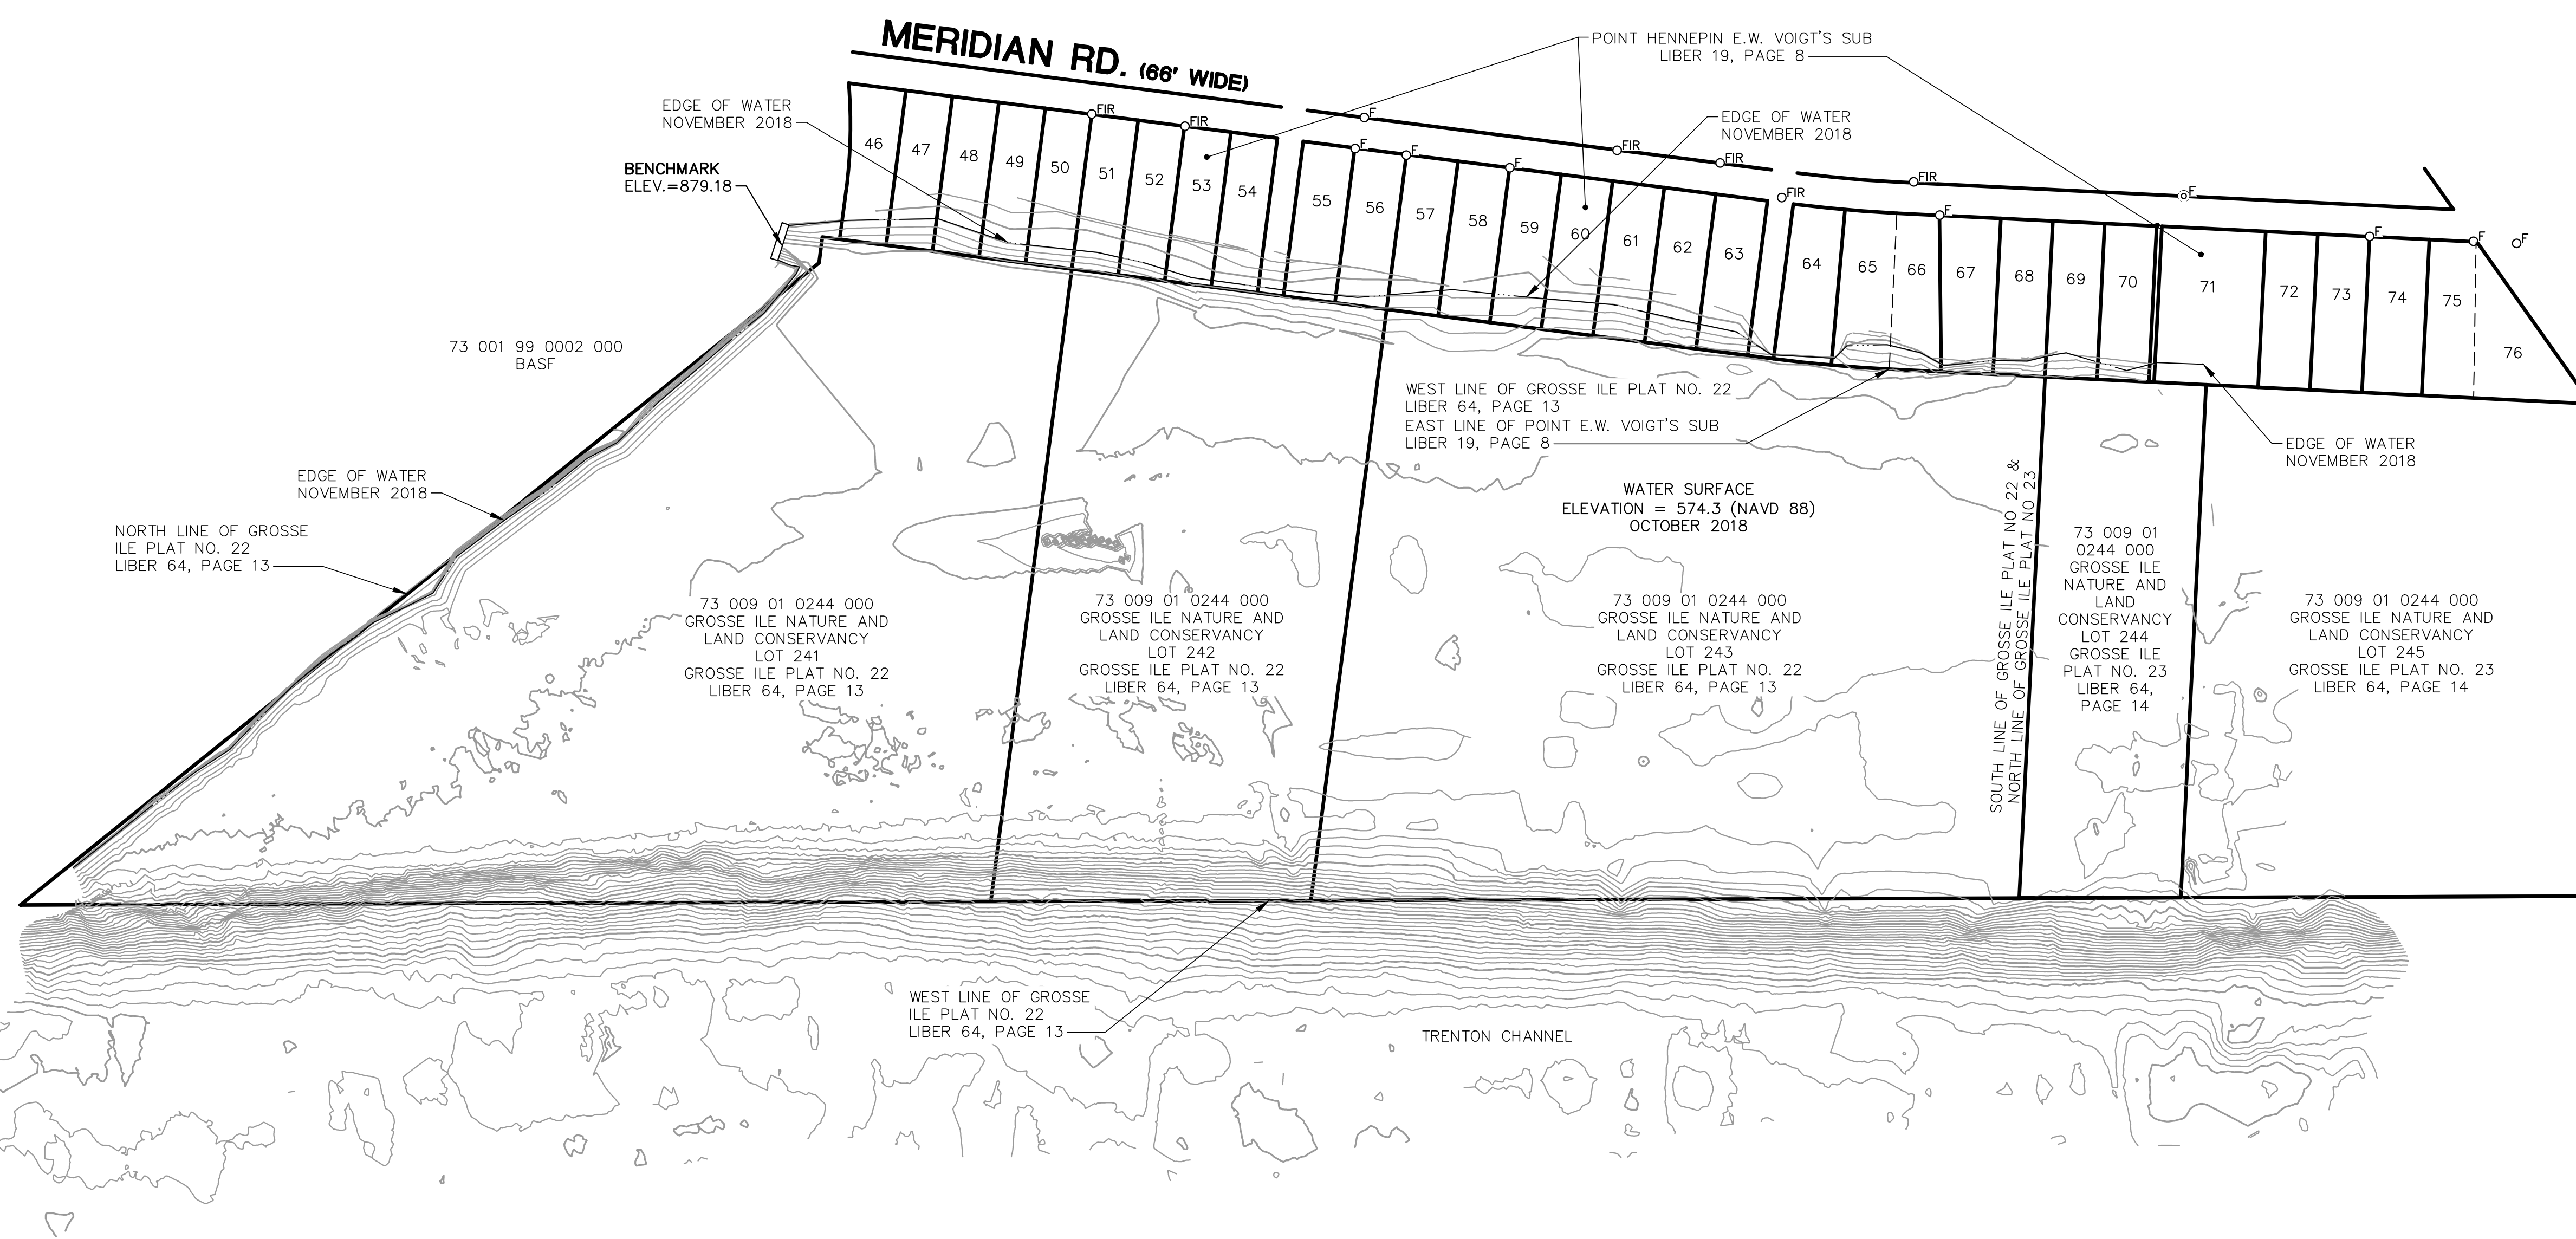 MERIDIAN RD. (66' WIDE)
POINT HENNEPIN E.W. VOIGT'S SUB
LIBER 19, PAGE 8
EDGE OF WATER
NOVEMBER 2018
BENCHMARK
ELEV.=879.18
EDGE OF WATER
NOVEMBER 2018
FIR
FIR
F
FIR
FIR
FIR
F
F
F
F
FIR
F
F
F
F
46
47
48
49
50
51
52
53
54
55
56
57
58
59
60
61
62
63
64
65
66
67
68
69
70
71
72
73
74
75
76
73 001 99 0002 000
BASF
WEST LINE OF GROSSE ILE PLAT NO. 22
LIBER 64, PAGE 13
EAST LINE OF POINT E.W. VOIGT'S SUB
LIBER 19, PAGE 8
EDGE OF WATER
NOVEMBER 2018
EDGE OF WATER
NOVEMBER 2018
WATER SURFACE
ELEVATION = 574.3 (NAVD 88)
OCTOBER 2018
NORTH LINE OF GROSSE
ILE PLAT NO. 22
LIBER 64, PAGE 13
73 009 01 0244 000
GROSSE ILE NATURE AND
LAND CONSERVANCY
LOT 241
GROSSE ILE PLAT NO. 22
LIBER 64, PAGE 13
73 009 01 0244 000
GROSSE ILE NATURE AND
LAND CONSERVANCY
LOT 242
GROSSE ILE PLAT NO. 22
LIBER 64, PAGE 13
73 009 01 0244 000
GROSSE ILE NATURE AND
LAND CONSERVANCY
LOT 243
GROSSE ILE PLAT NO. 22
LIBER 64, PAGE 13
SOUTH LINE OF GROSSE ILE PLAT NO 22 &
NORTH LINE OF GROSSE ILE PLAT NO 23
73 009 01
0244 000
GROSSE ILE
NATURE AND
LAND
CONSERVANCY
LOT 244
GROSSE ILE
PLAT NO. 23
LIBER 64,
PAGE 14
73 009 01 0244 000
GROSSE ILE NATURE AND
LAND CONSERVANCY
LOT 245
GROSSE ILE PLAT NO. 23
LIBER 64, PAGE 14
WEST LINE OF GROSSE
ILE PLAT NO. 22
LIBER 64, PAGE 13
TRENTON CHANNEL